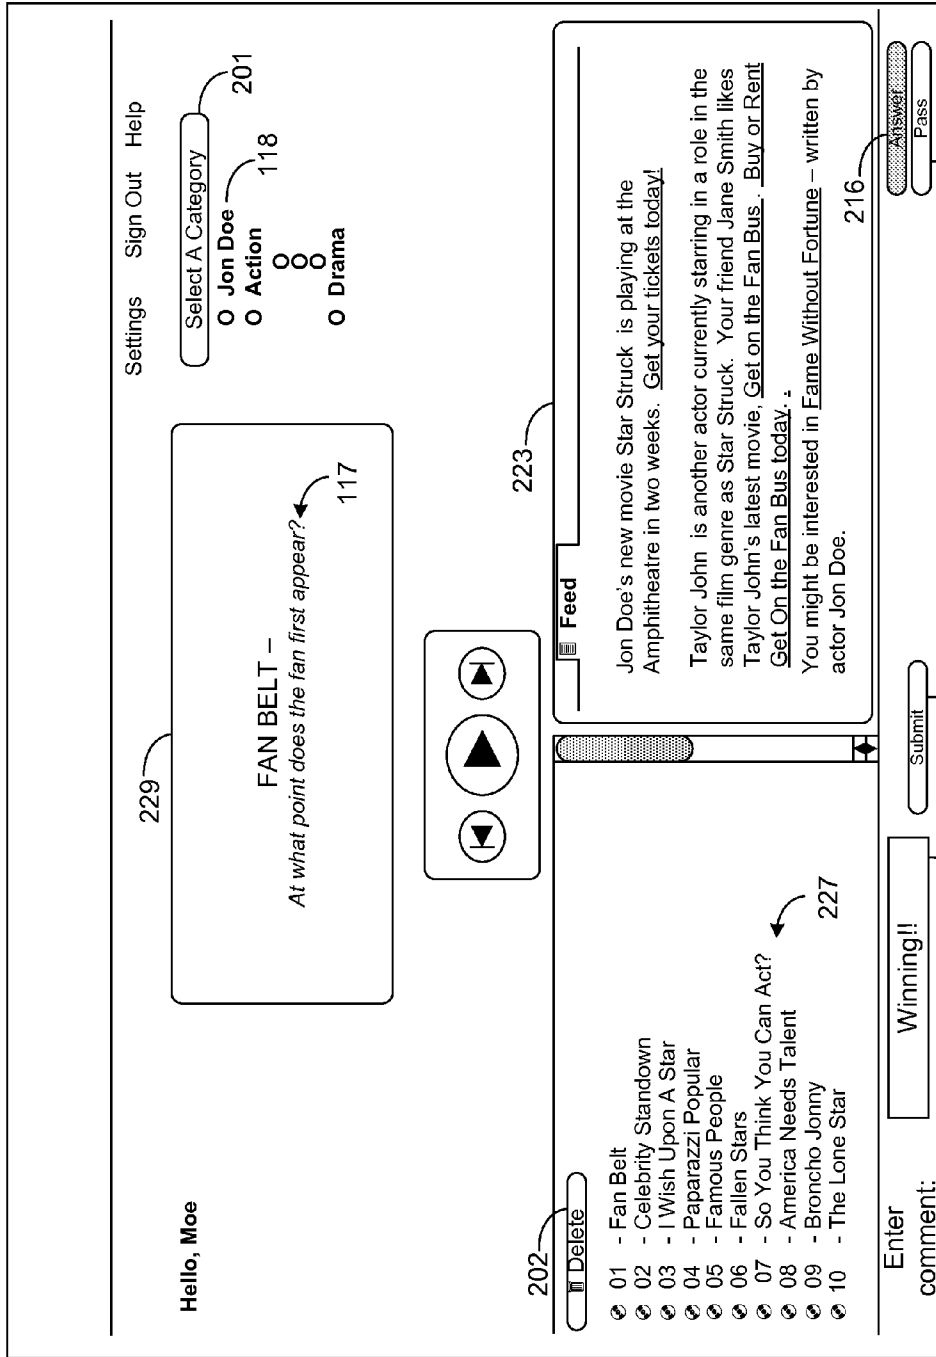 Settings Sign Out Help
Hello, Moe
229
FAN BELT –
At what point does the fan first appear?
117
Select A Category
201
O Jon Doe
118
O Action
O
O
O
O Drama
202
Delete
01 - Fan Belt
02 - Celebrity Standown
03 - I Wish Upon A Star
04 - Paparazzi Popular
05 - Famous People
06 - Fallen Stars
07 - So You Think You Can Act?
08 - America Needs Talent
09 - Broncho Jonny
10 - The Lone Star
227
223
Feed
Jon Doe's new movie Star Struck is playing at the
Amphitheatre in two weeks. Get your tickets today!
Taylor John is another actor currently starring in a role in the
same film genre as Star Struck. Your friend Jane Smith likes
Taylor John's latest movie, Get on the Fan Bus . Buy or Rent
Get On the Fan Bus today. .
You might be interested in Fame Without Fortune – written by
actor Jon Doe.
216
Enter
comment:
Winning!!
Submit
Answer
Pass